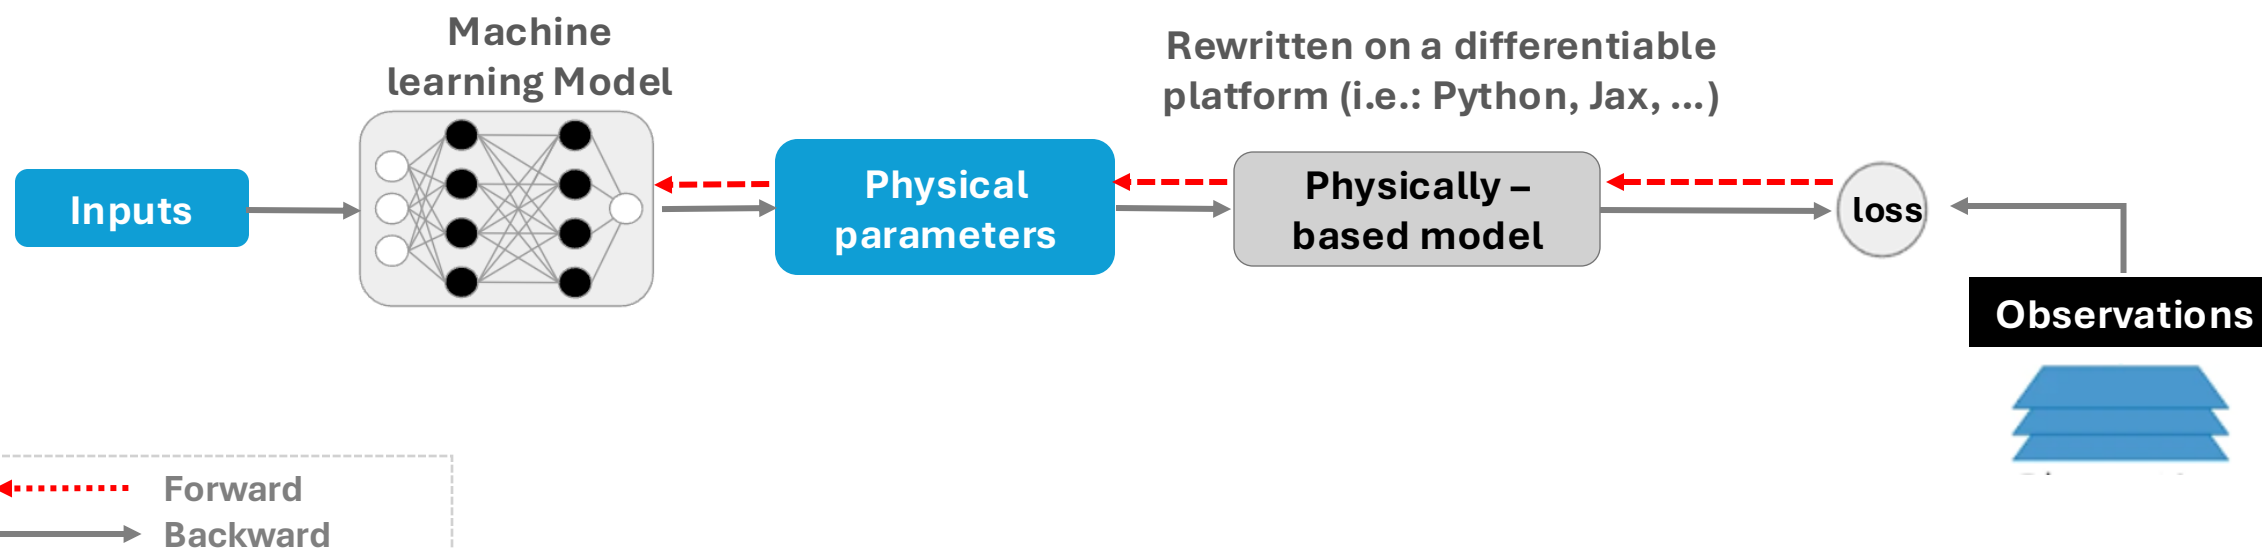 Machine
learning Model
Rewritten on a differentiable
platform (i.e.: Python, Jax, ...)
Inputs
Physical
parameters
Physically –
based model
loss
Observations
Forward
Backward